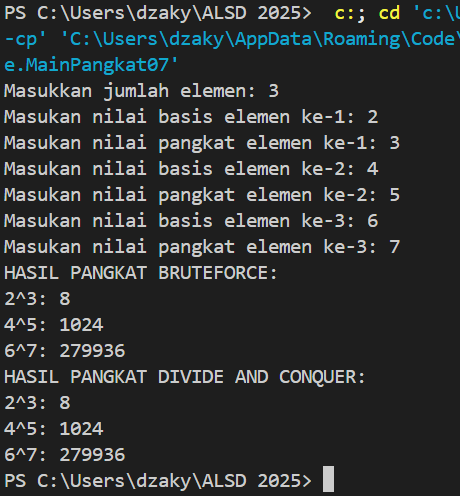 PS C:\Users\dzaky\ALSD 2025>  c:; cd 'c:\U
-cp' 'C:\Users\dzaky\AppData\Roaming\Code\
e.MainPangkat07'
Masukkan jumlah elemen: 3
Masukan nilai basis elemen ke-1: 2
Masukan nilai pangkat elemen ke-1: 3
Masukan nilai basis elemen ke-2: 4
Masukan nilai pangkat elemen ke-2: 5
Masukan nilai basis elemen ke-3: 6
Masukan nilai pangkat elemen ke-3: 7
HASIL PANGKAT BRUTEFORCE:
2^3: 8
4^5: 1024
6^7: 279936
HASIL PANGKAT DIVIDE AND CONQUER:
2^3: 8
4^5: 1024
6^7: 279936
PS C:\Users\dzaky\ALSD 2025>